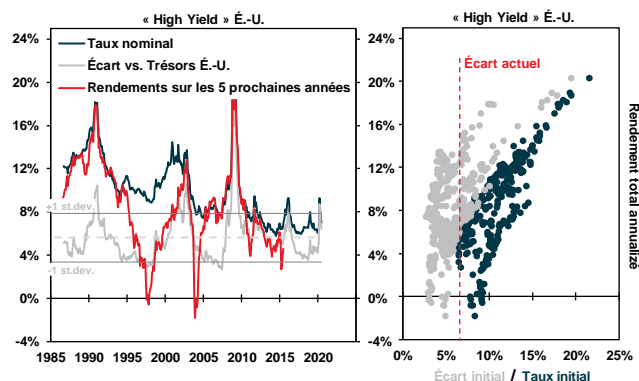 « High Yield » É.-U.
24%
20%
16%
12%
8%
4%
0%
-4%
Taux nominal
Écart vs. Trésors É.-U.
Rendements sur les 5 prochaines années
+1 st.dev.
-1 st.dev.
1985 1990 1995 2002 2005 2010 2015 2020
« High Yield » É.-U.
Écart actuel
24%
20%
16%
12%
8%
4%
0%
-4%
Rendement total annualizé
0% 5% 10% 15% 20% 25%
Écart initial / Taux initial